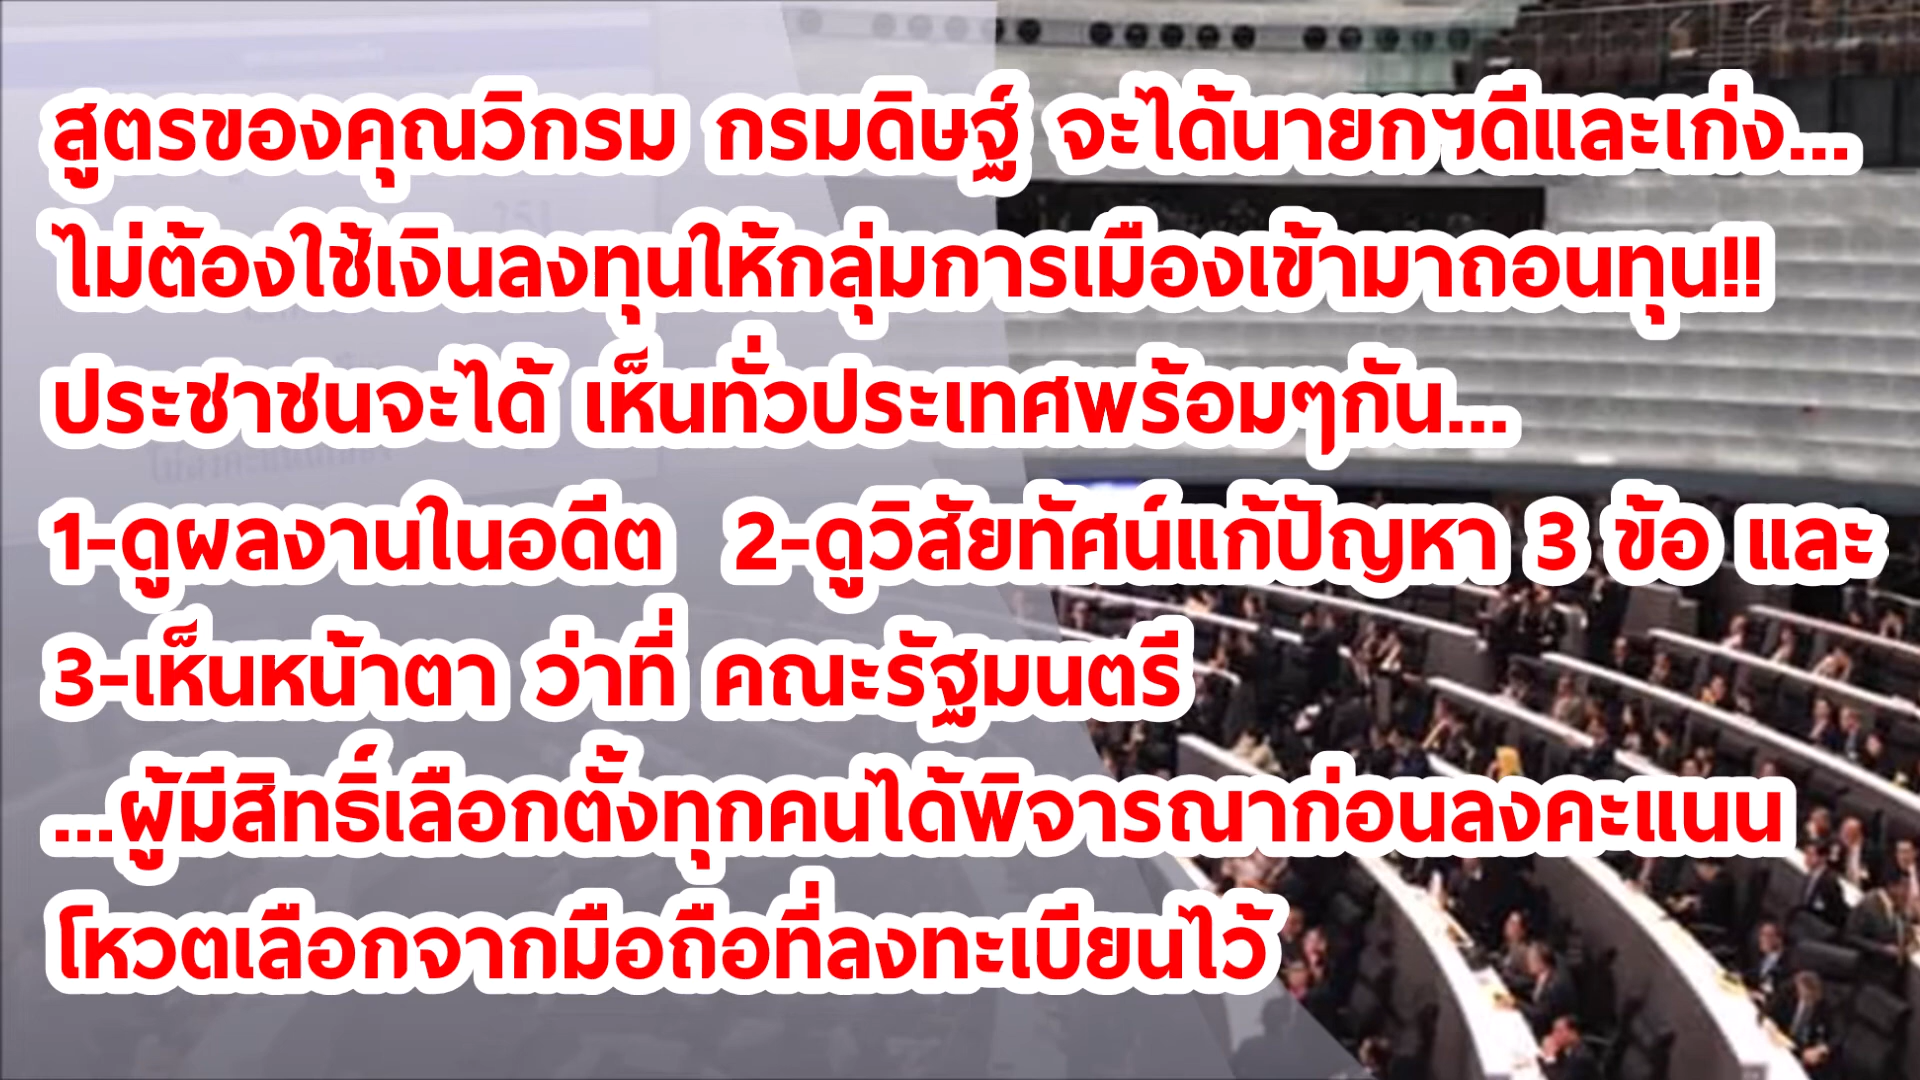 สูตรของคุณวิกรม กรมดิษฐ์ จะได้นายกฯดีและเก่ง...
ไม่ต้องใช้เงินลงทุนให้กลุ่มการเมืองเข้ามาถอนทุน!!
ประชาชนจะได้ เห็นทั่วประเทศพร้อมๆกัน...
1-ดูผลงานในอดีต 2-ดูวิสัยทัศน์แก้ปัญหา 3 ข้อ และ
3-เห็นหน้าตา ว่าที่ คณะรัฐมนตรี
...ผู้มีสิทธิ์เลือกตั้งทุกคนได้พิจารณาก่อนลงคะแนน
โหวตเลือกจากมือถือที่ลงทะเบียนไว้